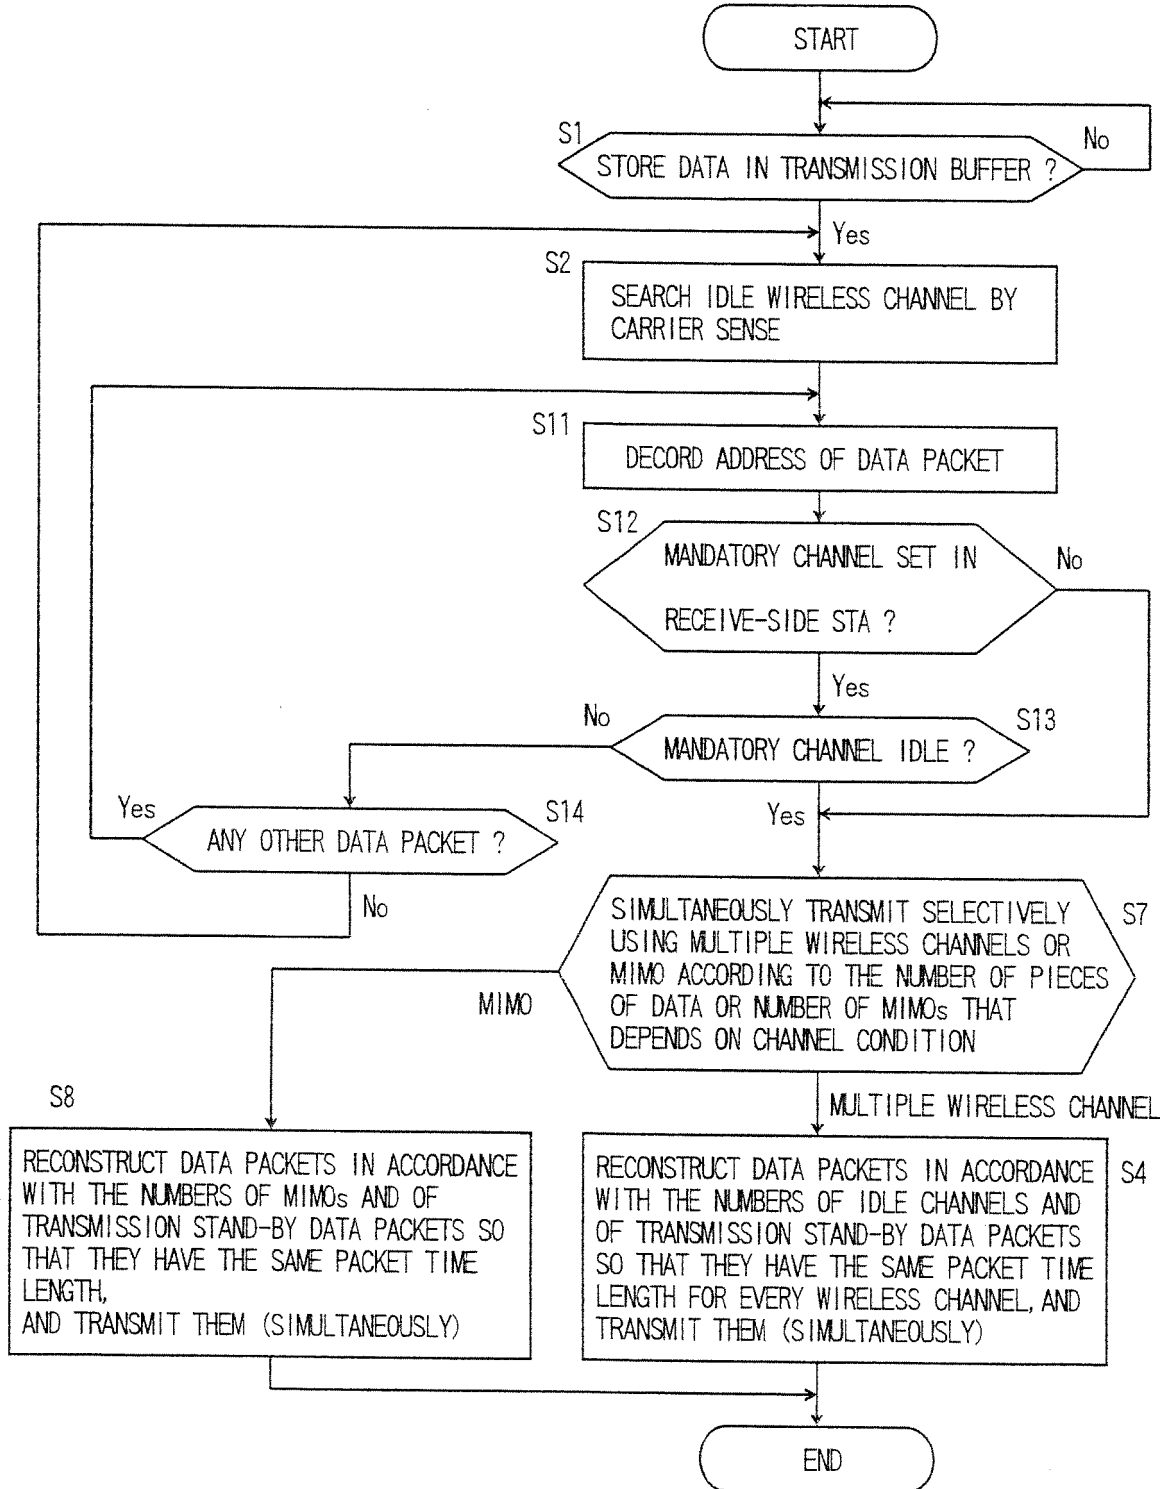 START
S1
STORE DATA IN TRANSMISSION BUFFER ?
No
Yes
S2
SEARCH IDLE WIRELESS CHANNEL BY
CARRIER SENSE
S11
DECORD ADDRESS OF DATA PACKET
S12
MANDATORY CHANNEL SET IN
RECEIVE-SIDE STA ?
No
Yes
No
S13
MANDATORY CHANNEL IDLE ?
Yes
Yes
S14
ANY OTHER DATA PACKET ?
No
SIMULTANEOUSLY TRANSMIT SELECTIVELY
USING MULTIPLE WIRELESS CHANNELS OR
MIMO ACCORDING TO THE NUMBER OF PIECES
OF DATA OR NUMBER OF MIMOs THAT
DEPENDS ON CHANNEL CONDITION
S7
MIMO
MULTIPLE WIRELESS CHANNEL
S8
RECONSTRUCT DATA PACKETS IN ACCORDANCE
WITH THE NUMBERS OF MIMOs AND OF
TRANSMISSION STAND-BY DATA PACKETS SO
THAT THEY HAVE THE SAME PACKET TIME
LENGTH,
AND TRANSMIT THEM (SIMULTANEOUSLY)
RECONSTRUCT DATA PACKETS IN ACCORDANCE
WITH THE NUMBERS OF IDLE CHANNELS AND
OF TRANSMISSION STAND-BY DATA PACKETS
SO THAT THEY HAVE THE SAME PACKET TIME
LENGTH FOR EVERY WIRELESS CHANNEL, AND
TRANSMIT THEM (SIMULTANEOUSLY)
S4
END